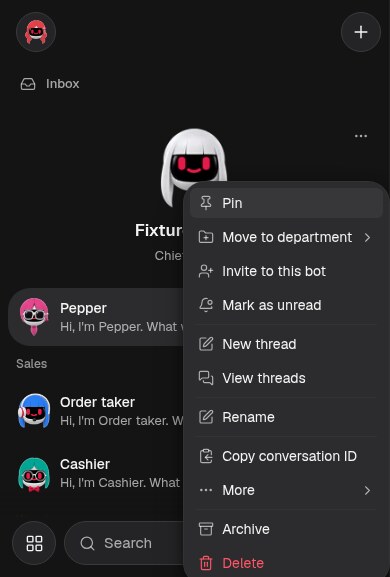 Inbox
Pin
Move to department
Invite to this bot
Mark as unread
New thread
View threads
Rename
Copy conversation ID
More
Archive
Delete
Pepper
Hi, I'm Pepper. What
Sales
Order taker
Hi, I'm Order taker.
Cashier
Hi, I'm Cashier. What
Search